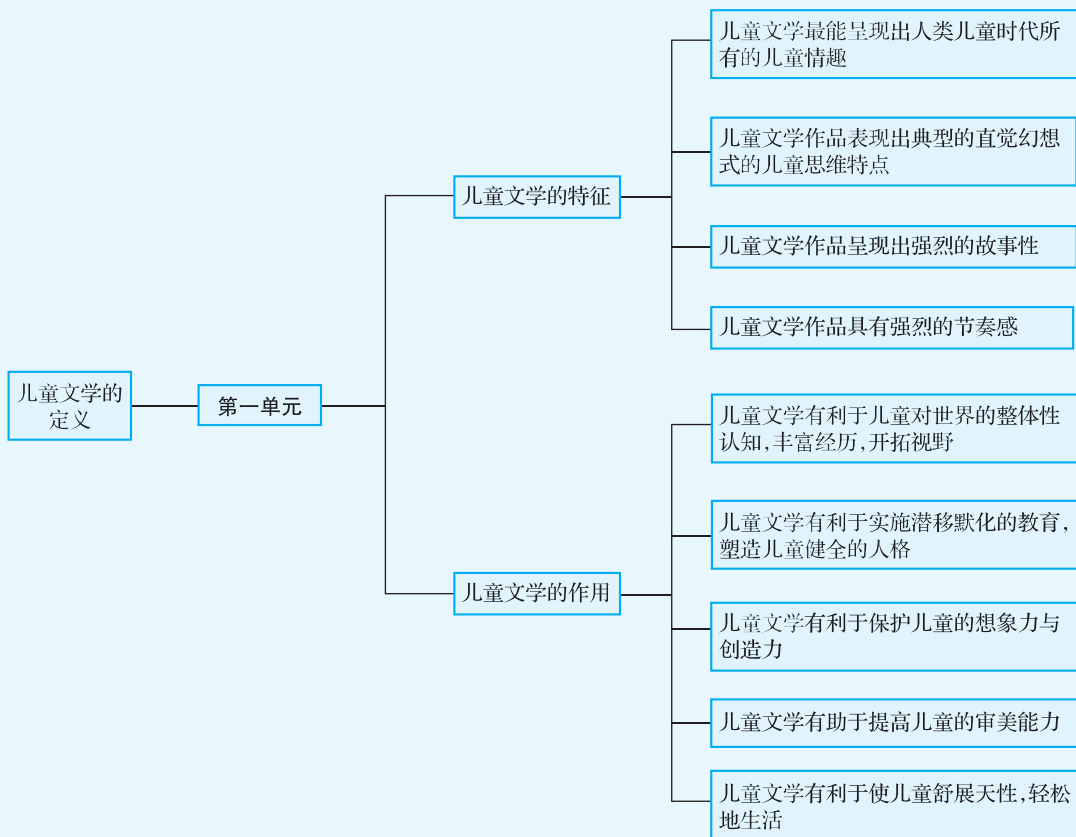 儿童文学的
定义
第一单元
儿童文学的特征
儿童文学最能呈现出人类儿童时代所
有的儿童情趣
儿童文学作品表现出典型的直觉幻想
式的儿童思维特点
儿童文学作品呈现出强烈的故事性
儿童文学作品具有强烈的节奏感
儿童文学的作用
儿童文学有利于儿童对世界的整体性
认知,丰富经历,开拓视野
儿童文学有利于实施潜移默化的教育,
塑造儿童健全的人格
儿童文学有利于保护儿童的想象力与
创造力
儿童文学有助于提高儿童的审美能力
儿童文学有利于使儿童舒展天性,轻松
地生活